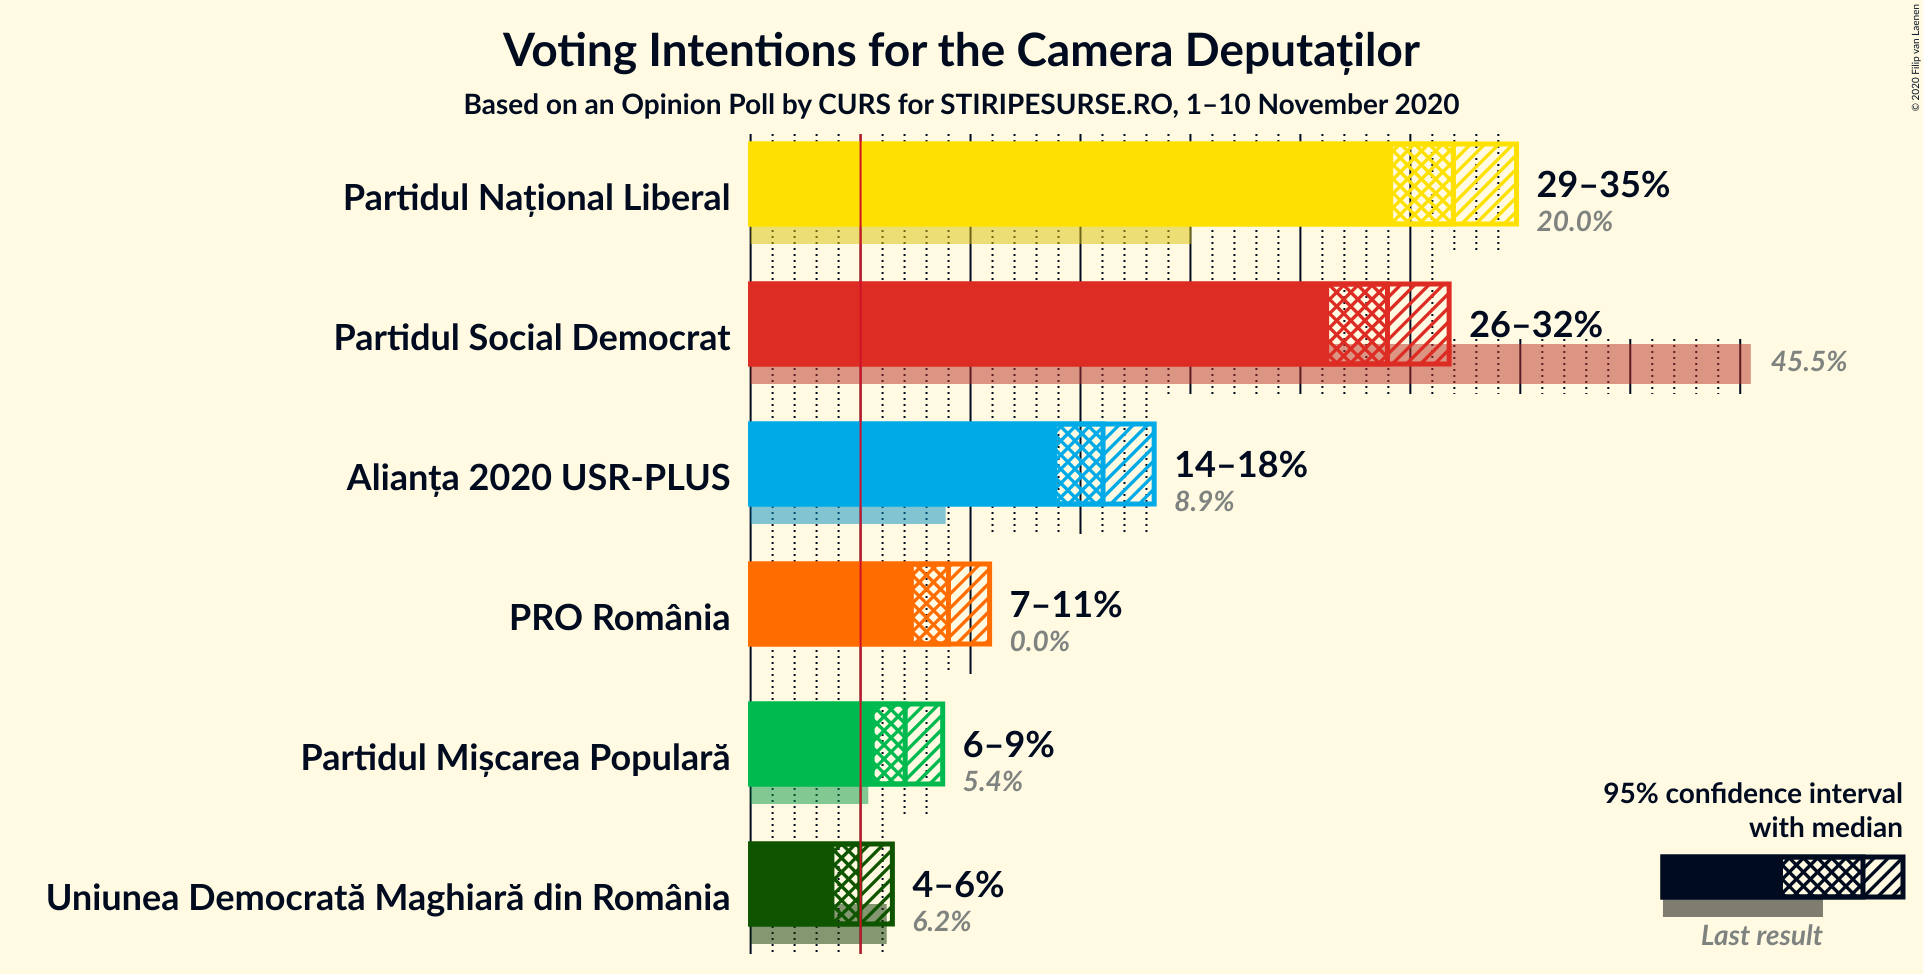 Voting Intentions for the Camera Deputaților
Based on an Opinion Poll by CURS for STIRIPESURSE.RO, 1–10 November 2020
© 2020 Filip van Laenen
Partidul Național Liberal
29–35%
20.0%
Partidul Social Democrat
26–32%
45.5%
Alianța 2020 USR-PLUS
14–18%
8.9%
PRO România
7–11%
0.0%
Partidul Mișcarea Populară
6–9%
5.4%
Uniunea Democrată Maghiară din România
4–6%
6.2%
95% confidence interval
with median
Last result